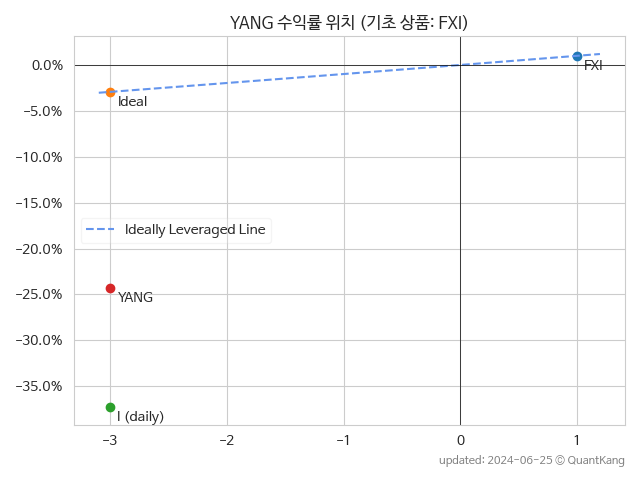 YANG 수익률 위치 (기초 상품: FXI)
0.0%
FXI
Ideal
−5.0%
−10.0%
−15.0%
Ideally Leveraged Line
−20.0%
−25.0%
YANG
−30.0%
−35.0%
I (daily)
−3 −2 −1 0 1
updated: 2024-06-25 © QuantKang